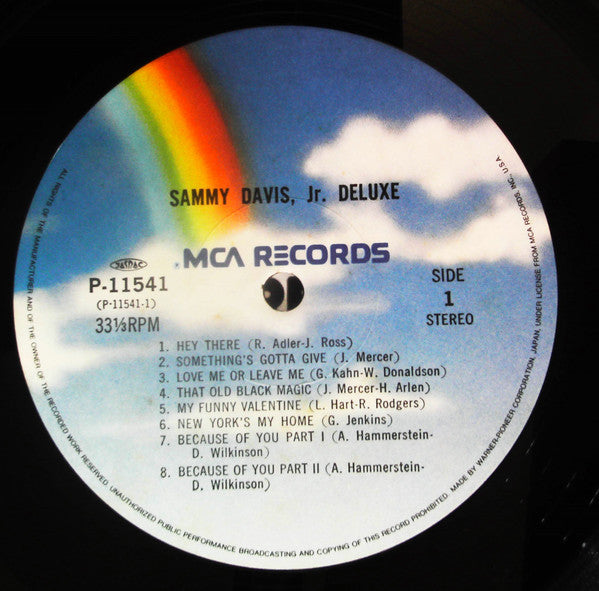 SAMMY DAVIS, Jr. DELUXE
MCA RECORDS
JASRAC
P-11541
(P-11541-1)
33⅓RPM
SIDE
1
STEREO
1. HEY THERE (R. Adler-J. Ross)
2. SOMETHING'S GOTTA GIVE (J. Mercer)
3. LOVE ME OR LEAVE ME (G. Kahn-W. Donaldson)
4. THAT OLD BLACK MAGIC (J. Mercer-H. Arlen)
5. MY FUNNY VALENTINE (L. Hart-R. Rodgers)
6. NEW YORK'S MY HOME (G. Jenkins)
7. BECAUSE OF YOU PART I (A. Hammerstein-
D. Wilkinson)
8. BECAUSE OF YOU PART II (A. Hammerstein-
D. Wilkinson)
ALL RIGHTS OF THE MANUFACTURER AND OF THE OWNER OF THE RECORDED WORK RESERVED. UNAUTHORIZED PUBLIC PERFORMANCE BROADCASTING AND COPYING OF THIS RECORD PROHIBITED. MADE BY WARNER-PIONEER CORPORATION, JAPAN, UNDER LICENSE FROM MCA RECORDS, INC., U.S.A.